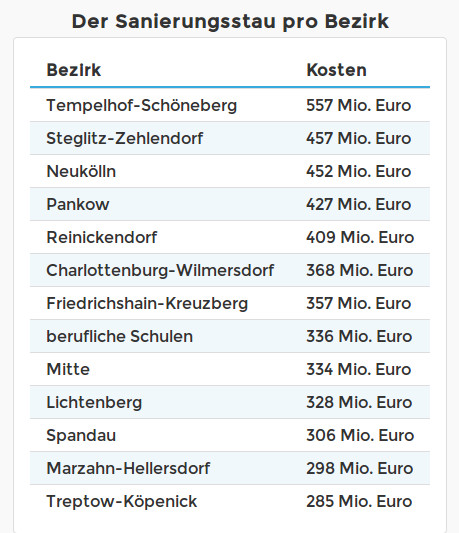 Der Sanierungsstau pro Bezirk
Bezirk Kosten
Tempelhof-Schöneberg 557 Mio. Euro
Steglitz-Zehlendorf 457 Mio. Euro
Neukölln 452 Mio. Euro
Pankow 427 Mio. Euro
Reinickendorf 409 Mio. Euro
Charlottenburg-Wilmersdorf 368 Mio. Euro
Friedrichshain-Kreuzberg 357 Mio. Euro
berufliche Schulen 336 Mio. Euro
Mitte 334 Mio. Euro
Lichtenberg 328 Mio. Euro
Spandau 306 Mio. Euro
Marzahn-Hellersdorf 298 Mio. Euro
Treptow-Köpenick 285 Mio. Euro